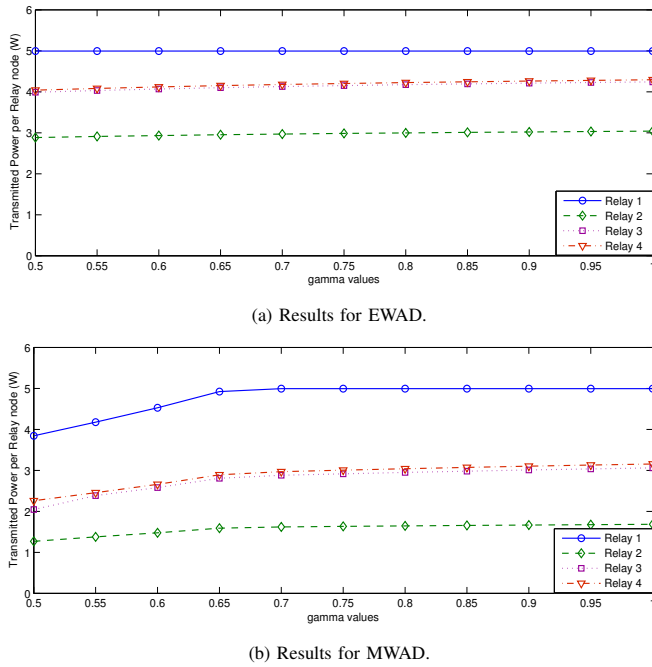 6
5
4
3
2
1
0
Transmitted Power per Relay node (W)
Relay 1
Relay 2
Relay 3
Relay 4
0.5 0.55 0.6 0.65 0.7 0.75 0.8 0.85 0.9 0.95 1
gamma values
(a) Results for EWAD.
6
5
4
3
2
1
0
Transmitted Power per Relay node (W)
Relay 1
Relay 2
Relay 3
Relay 4
0.5 0.55 0.6 0.65 0.7 0.75 0.8 0.85 0.9 0.95 1
gamma values
(b) Results for MWAD.